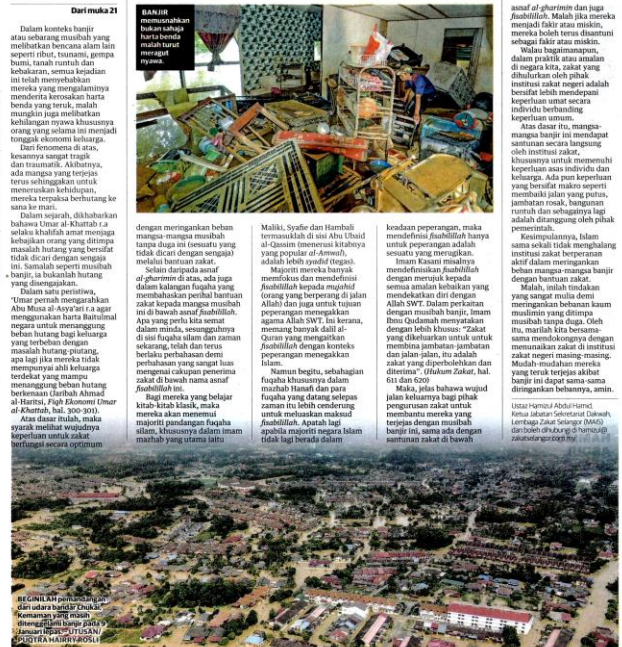 Dari muka 21
Dalam konteks banjir
atau sebarang musibah yang
melibatkan bencana alam lain
seperti ribut, tsunami, gempa
bumi, tanah runtuh dan
kebakaran, semua kejadian
ini telah menyebabkan
mereka yang mengalaminya
menderita kerosakan harta
benda yang teruk, malah
mungkin juga melibatkan
kehilangan nyawa khususnya
orang yang selama ini menjadi
tonggak ekonomi keluarga.
Dari fenomena di atas,
kesannya sangat tragik
dan traumatik. Akibatnya,
ada mangsa yang terjejas
terus sehinggakan untuk
meneruskan kehidupan,
mereka terpaksa berhutang ke
sana ke mari.
Dalam sejarah, dikhabarkan
bahawa Umar al-Khattab r.a
selaku khalifah amat menjaga
kebajikan orang yang ditimpa
masalah hutang yang bersifat
tidak dicari dengan sengaja
ini. Samalah seperti musibah
banjir, ia bukanlah hutang
yang disengajakan.
Dalam satu peristiwa,
'Umar pernah mengarahkan
Abu Musa al-Asya'ari r.a agar
menggunakan harta Baitulmal
negara untuk menanggung
beban hutang bagi keluarga
yang terbeban dengan
masalah hutang-piutang,
apa lagi jika mereka tidak
mempunyai ahli keluarga
terdekat yang mampu
menanggung beban hutang
berkenaan (Jaribah Ahmad
al-Haritsi, Fiqh Ekonomi Umar
al-Khattab, hal. 300-301).
Atas dasar itulah, maka
syarak melihat wujudnya
keperluan untuk zakat
berfungsi secara optimum
BANJIR
memusnahkan
bukan sahaja
harta benda
malah turut
meragut
nyawa.
dengan meringankan beban
mangsa-mangsa musibah
tanpa duga ini (sesuatu yang
tidak dicari dengan sengaja)
melalui bantuan zakat.
Selain daripada asnaf
al-gharimin di atas, ada juga
dalam kalangan fuqaha yang
membahaskan perihal bantuan
zakat kepada mangsa musibah
ini di bawah asnaf fisabilillah.
Apa yang perlu kita semat
dalam minda, sesungguhnya
di sisi fuqaha silam dan zaman
sekarang, telah dan terus
berlaku perbahasan demi
perbahasan yang sangat luas
mengenai cakupan penerima
zakat di bawah nama asnaf
fisabilillah ini.
Bagi mereka yang belajar
kitab-kitab klasik, maka
mereka akan menemui
majoriti pandangan fuqaha
silam, khususnya dalam imam
mazhab yang utama iaitu
Maliki, Syafie dan Hambali
termasuklah di sisi Abu Ubaid
al-Qassim (menerusi kitabnya
yang popular al-Amwal),
adalah lebih syadid (tegas).
Majoriti mereka banyak
memfokus dan mendefinisi
fisabilillah kepada mujahid
(orang yang berperang di jalan
Allah) dan juga untuk tujuan
peperangan menegakkan
agama Allah SWT. Ini kerana,
memang banyak dalil al-
Quran yang mengaitkan
fisabilillah dengan konteks
peperangan menegakkan
Islam.
Namun begitu, sebahagian
fuqaha khususnya dalam
mazhab Hanafi dan para
fuqaha yang datang selepas
zaman itu lebih cenderung
untuk meluaskan maksud
fisabilillah. Apatah lagi
apabila majoriti negara Islam
tidak lagi berada dalam
keadaan peperangan, maka
mendefinisi fisabilillah hanya
untuk peperangan adalah
sesuatu yang merugikan.
Imam Kasani misalnya
mendefinisikan fisabilillah
dengan merujuk kepada
semua amalan kebaikan yang
mendekatkan diri dengan
Allah SWT. Dalam perkaitan
dengan musibah banjir, Imam
Ibnu Qudamah menyatakan
dengan lebih khusus: "Zakat
yang dikeluarkan untuk untuk
membina jambatan-jambatan
dan jalan-jalan, itu adalah
zakat yang diperbolehkan dan
diterima". (Hukum Zakat, hal.
611 dan 620)
Maka, jelas bahawa wujud
jalan keluarnya bagi pihak
pengurusan zakat untuk
membantu mereka yang
terjejas dengan musibah
banjir ini, sama ada dengan
santunan zakat di bawah
asnaf al-gharimin dan juga
fisabilillah. Malah jika mereka
menjadi fakir atau miskin,
mereka boleh terus disantuni
sebagai fakir atau miskin.
Walau bagaimanapun,
dalam praktik atau amalan
di negara kita, zakat yang
dihulurkan oleh pihak
institusi zakat negeri adalah
bersifat lebih mendepani
keperluan umat secara
individu berbanding
keperluan umum.
Atas dasar itu, mangsa-
mangsa banjir ini mendapat
santunan secara langsung
oleh institusi zakat,
khususnya untuk memenuhi
keperluan asas individu dan
keluarga. Ada pun keperluan
yang bersifat makro seperti
membaiki jalan yang putus,
jambatan rosak, bangunan
runtuh dan sebagainya lagi
adalah ditanggung oleh pihak
pemerintah.
Kesimpulannya, Islam
sama sekali tidak menghalang
institusi zakat berperanan
aktif dalam meringankan
beban mangsa-mangsa banjir
dengan bantuan zakat.
Malah, inilah tindakan
yang sangat mulia demi
meringankan bebanan kaum
muslimin yang ditimpa
musibah tanpa duga. Oleh
itu, marilah kita bersama-
sama mendokongnya dengan
menunaikan zakat di institusi
zakat negeri masing-masing.
Mudah-mudahan mereka
yang teruk terjejas akibat
banjir ini dapat sama-sama
diringankan bebannya, amin.
Ustaz Hamizul Abdul Hamid,
Ketua Jabatan Sekretariat Dakwah,
Lembaga Zakat Selangor (MAIS)
dan boleh dihubungi di hamizul@
zakatselangor.com.my
BEGINILAH pemandangan
dari udara bandar Chukai,
Kemaman yang masih
ditenggelami banjir pada 9
Januari lepas. - UTUSAN/
PUQTRA HAIRRY ROSLI